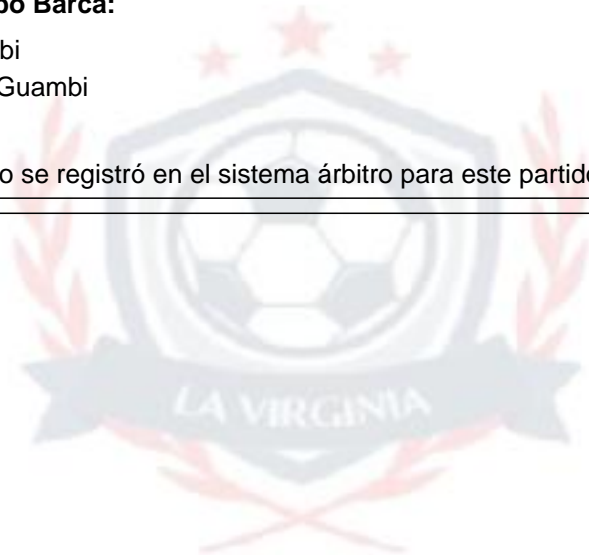 po Barca:
bi
Guambi
o se registró en el sistema árbitro para este partid
LA VIRGINIA